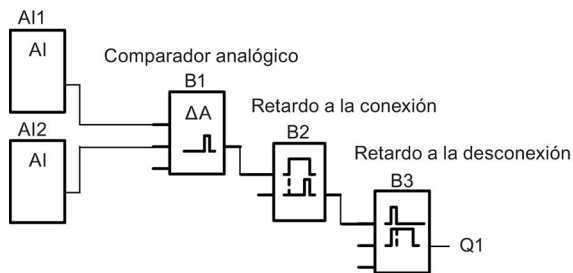 AI1
AI
Comparador analógico
B1
ΔA
AI2
AI
Retardo a la conexión
B2
Retardo a la desconexión
B3
Q1